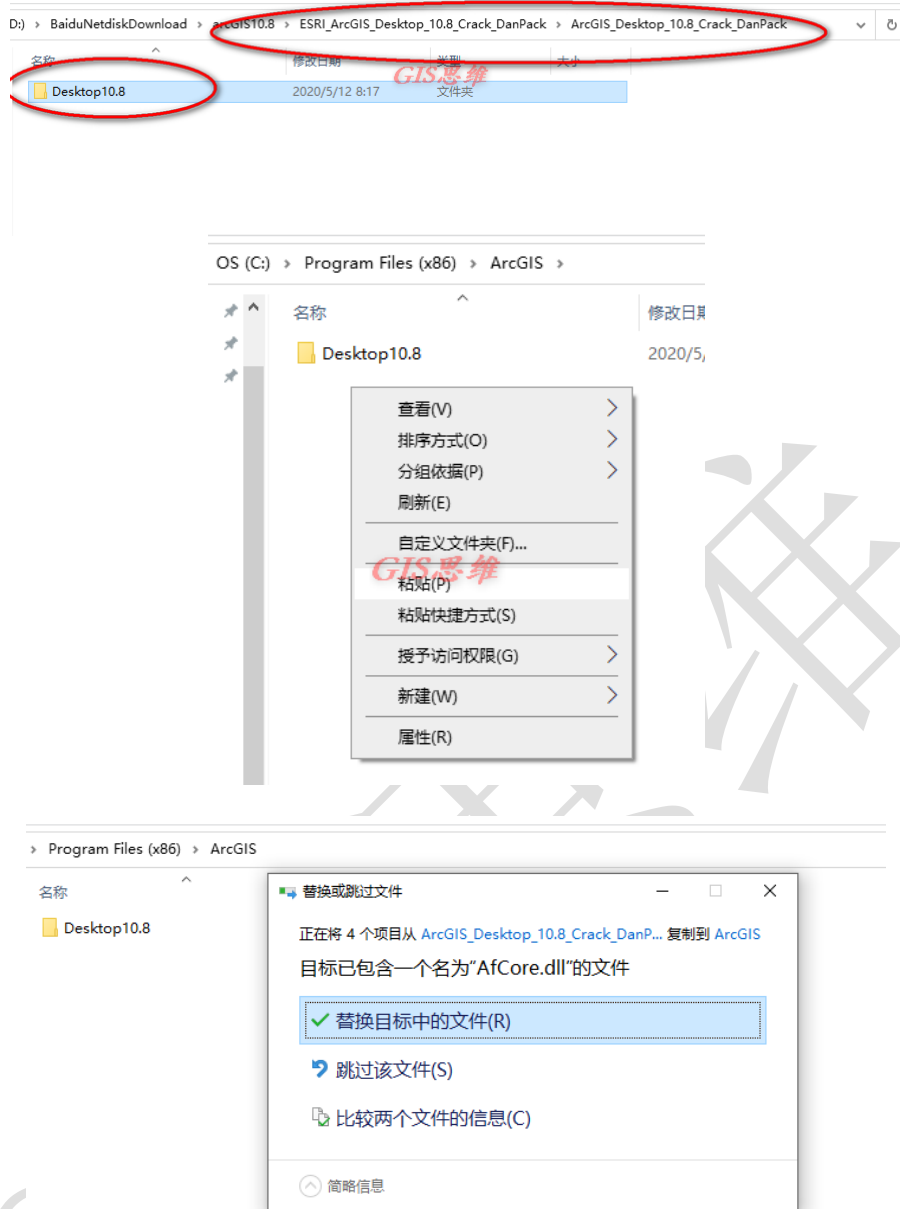 D:) › BaiduNetdiskDownload › arcGIS10.8 › ESRI_ArcGIS_Desktop_10.8_Crack_DanPack › ArcGIS_Desktop_10.8_Crack_DanPack
名称 修改日期 类型 大小
GIS思维
Desktop10.8 2020/5/12 8:17 文件夹
OS (C:) › Program Files (x86) › ArcGIS ›
名称 修改日期
Desktop10.8 2020/5/
查看(V)
排序方式(O)
分组依据(P)
刷新(E)
自定义文件夹(F)...
GIS思维
粘贴(P)
粘贴快捷方式(S)
授予访问权限(G)
新建(W)
属性(R)
› Program Files (x86) › ArcGIS
名称
Desktop10.8
替换或跳过文件
正在将 4 个项目从 ArcGIS_Desktop_10.8_Crack_DanP... 复制到 ArcGIS
目标已包含一个名为“AfCore.dll”的文件
替换目标中的文件(R)
跳过该文件(S)
比较两个文件的信息(C)
简略信息